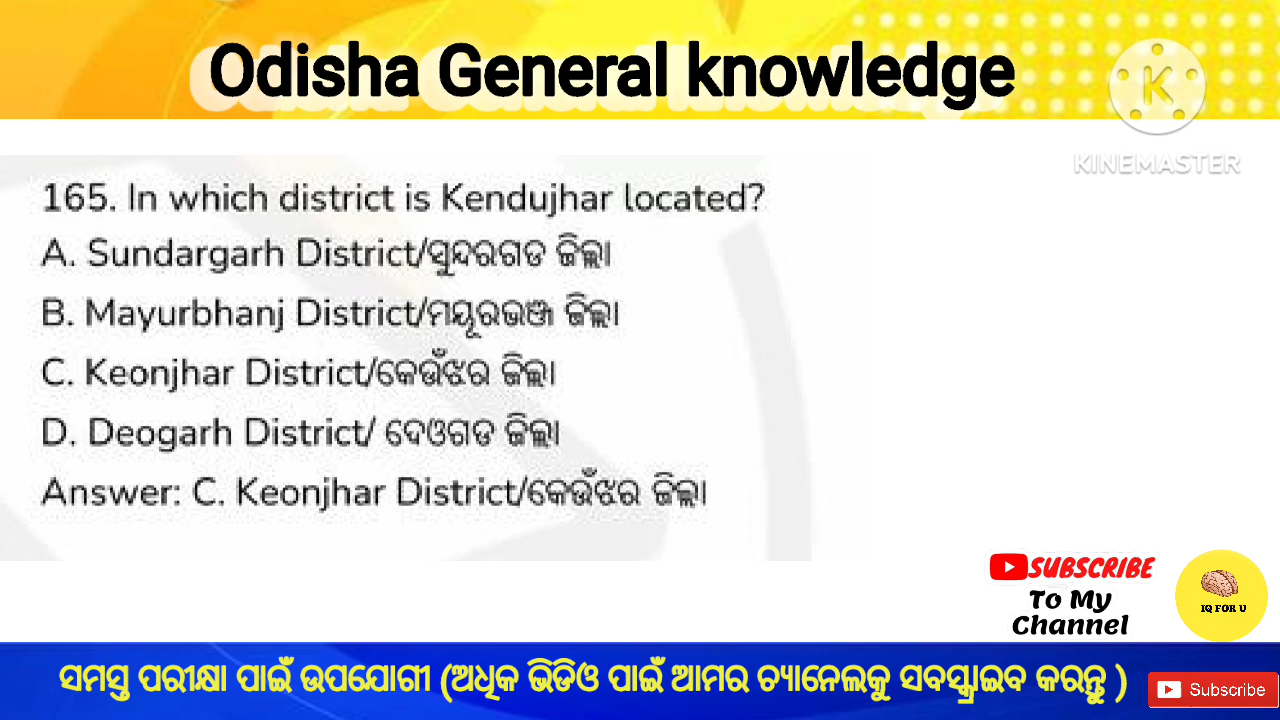 Odisha General knowledge
KINEMASTER
165. In which district is Kendujhar located?
A. Sundargarh District/ସୁନ୍ଦରଗଡ ଜିଲ୍ଲା
B. Mayurbhanj District/ମୟୂରଭଞ୍ଜ ଜିଲ୍ଲା
C. Keonjhar District/କେଉଁଝର ଜିଲ୍ଲା
D. Deogarh District/ ଦେଓଗଡ ଜିଲ୍ଲା
Answer: C. Keonjhar District/କେଉଁଝର ଜିଲ୍ଲା
SUBSCRIBE
To My
Channel
IQ FOR U
ସମସ୍ତ ପରୀକ୍ଷା ପାଇଁ ଉପଯୋଗୀ (ଅଧିକ ଭିଡିଓ ପାଇଁ ଆମର ଚ୍ୟାନେଲକୁ ସବସ୍କ୍ରାଇବ କରନ୍ତୁ )
Subscribe